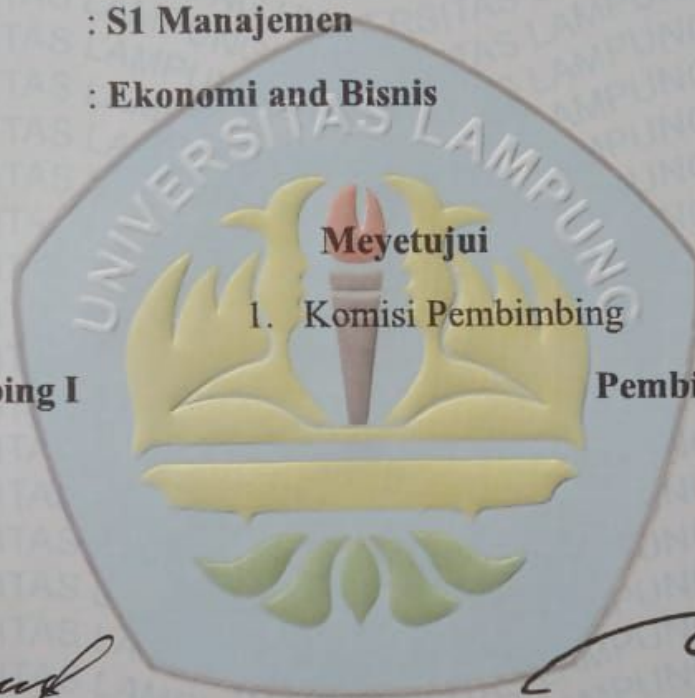 : S1 Manajemen
: Ekonomi and Bisnis
UNIVERSITAS LAMPUNG
Meyetujui
1. Komisi Pembimbing
bing I Pembi